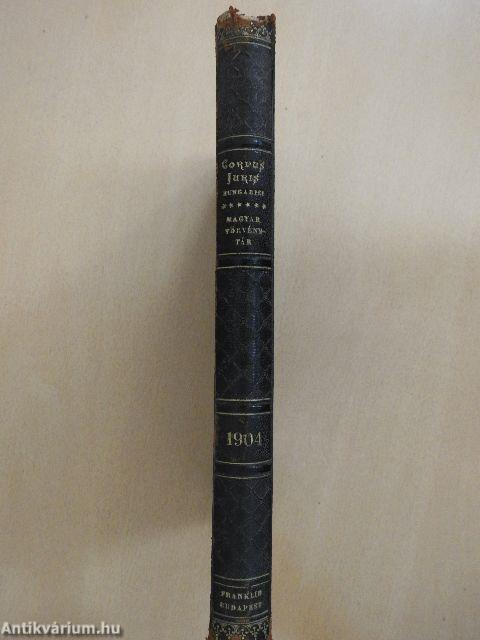 CORPUS
JURIS
HUNGARICI
* * * * * *
MAGYAR
TÖRVÉNY-
TÁR
1904
FRANKLIN
BUDAPEST
Antikvárium.hu